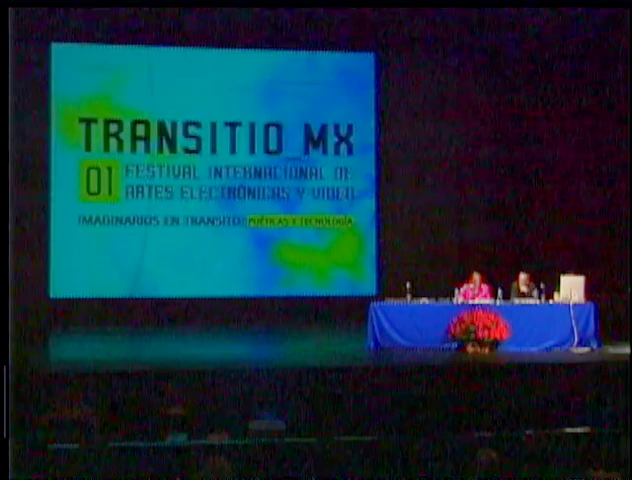 TRANSITIO MX
01 FESTIVAL INTERNACIONAL DE
ARTES ELECTRÓNICAS Y VIDEO
IMAGINARIOS EN TRANSITO: POÉTICAS Y TECNOLOGÍA